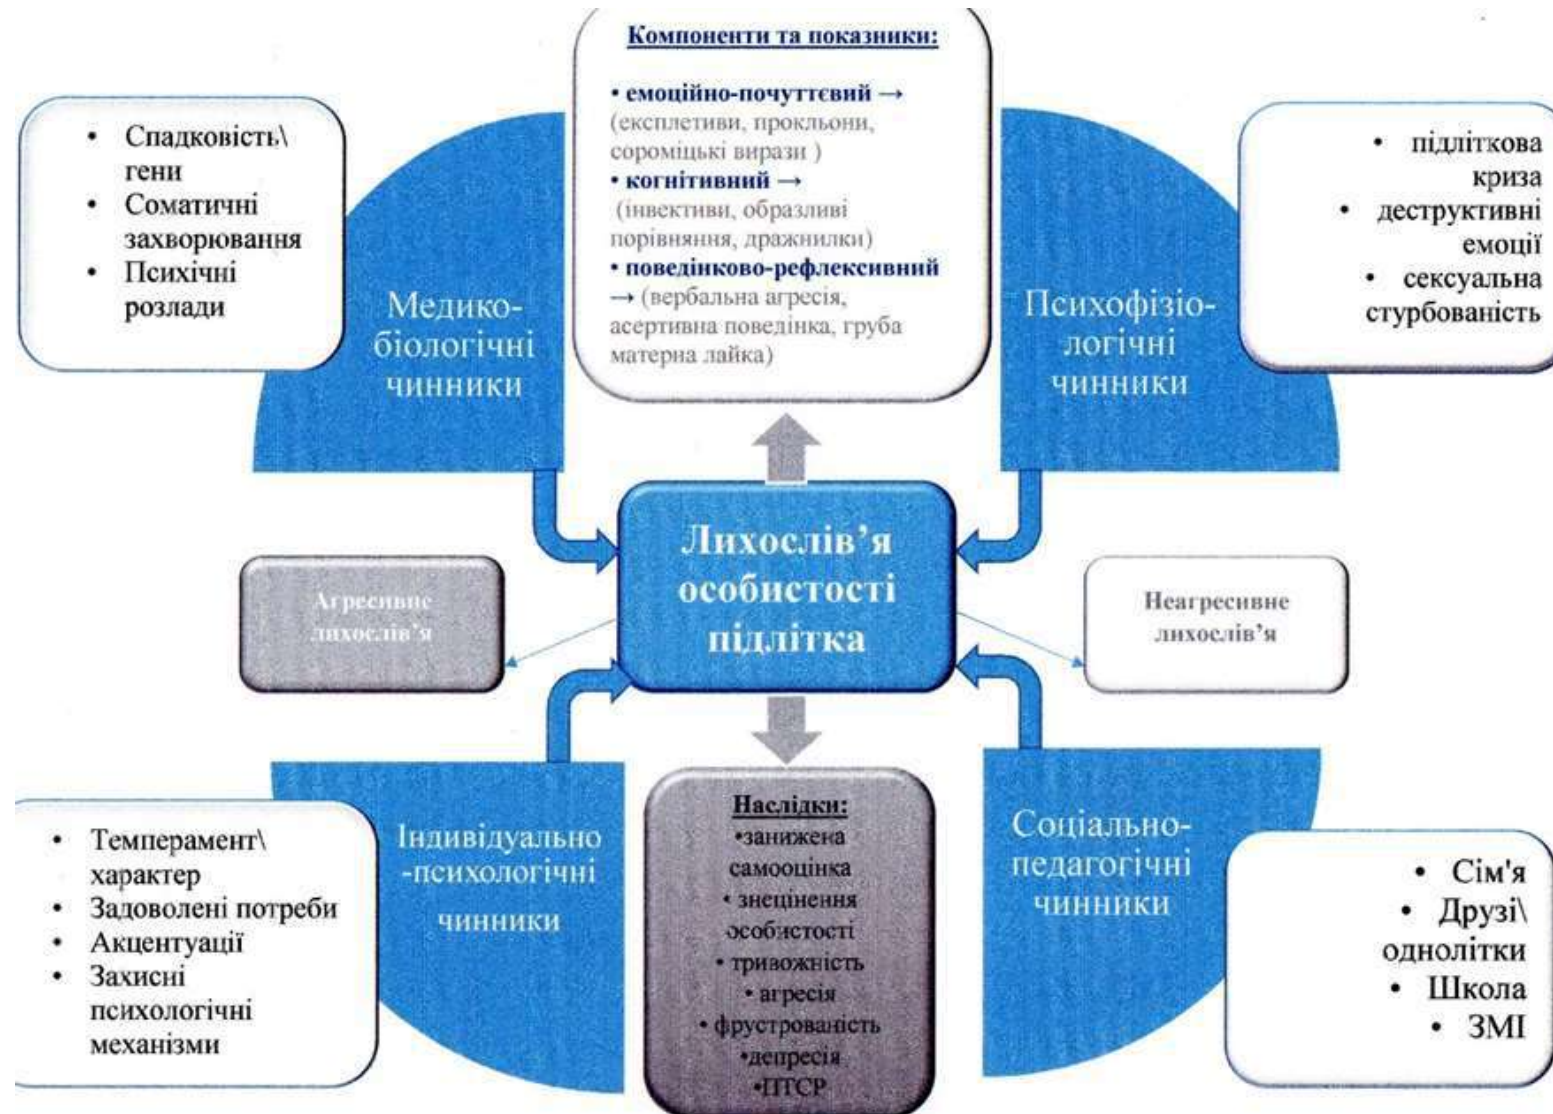 Компоненти та показники:
• емоційно-почуттєвий →
(експлетиви, прокльони,
сороміцькі вирази )
• когнітивний →
(інвективи, образливі
порівняння, дражнилки)
• поведінково-рефлексивний
→ (вербальна агресія,
асертивна поведінка, груба
матерна лайка)
• Спадковість\
гени
• Соматичні
захворювання
• Психічні
розлади
Медико-
біологічні
чинники
Психофізіо-
логічні
чинники
• підліткова
криза
• деструктивні
емоції
• сексуальна
стурбованість
Лихослів’я
особистості
підлітка
Агресивне
лихослів’я
Неагресивне
лихослів’я
• Темперамент\
характер
• Задоволені потреби
• Акцентуації
• Захисні
психологічні
механізми
Індивідуально
-психологічні
чинники
Наслідки:
•занижена
самооцінка
• знецінення
особистості
• тривожність
• агресія
• фрустрованість
•депресія
•ПТСР
Соціально-
педагогічні
чинники
• Сім'я
• Друзі\
однолітки
• Школа
• ЗМІ